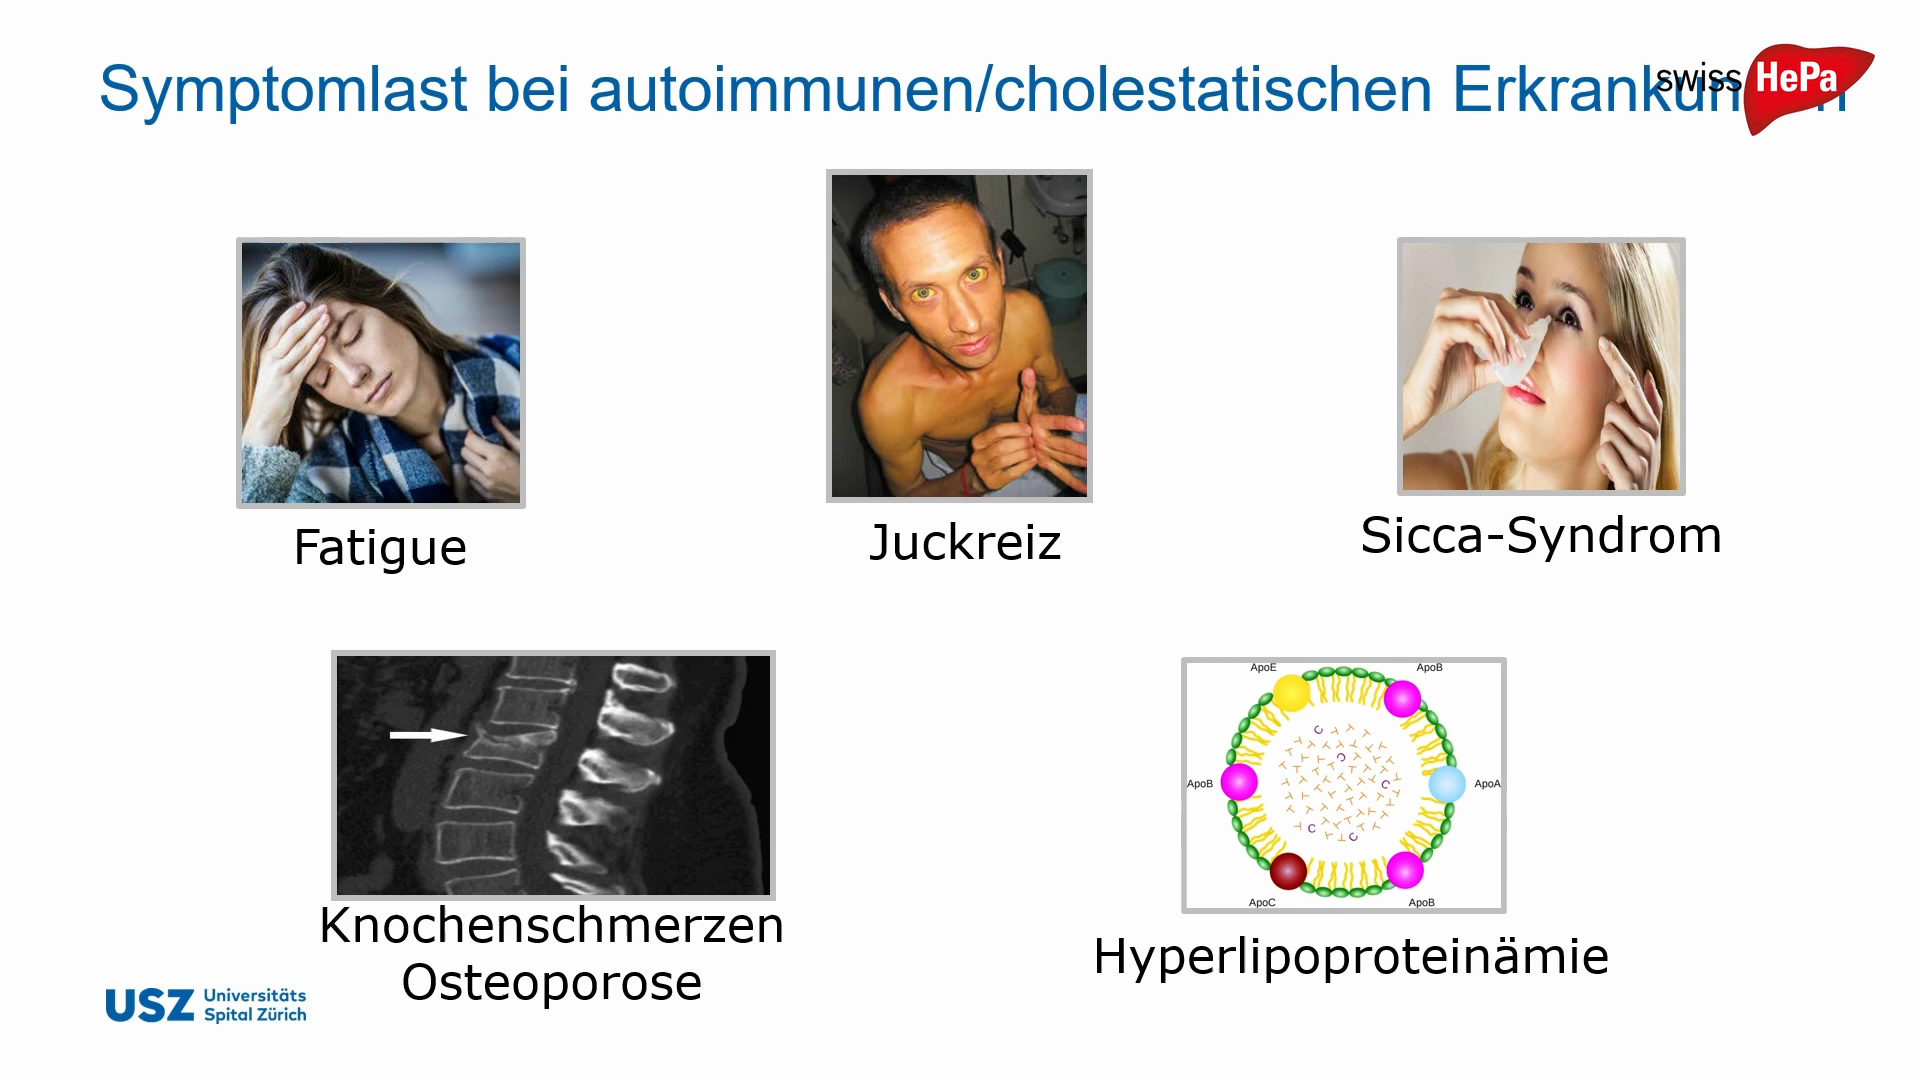 Symptomlast bei autoimmunen/cholestatischen
swiss HePa
Fatigue
Juckreiz
Sicca-Syndrom
ApoE
ApoB
ApoB
ApoA
C
C
C
C
C
ApoC
ApoB
Knochenschmerzen
Osteoporose
Hyperlipoproteinämie
USZ Universitäts
Spital Zürich